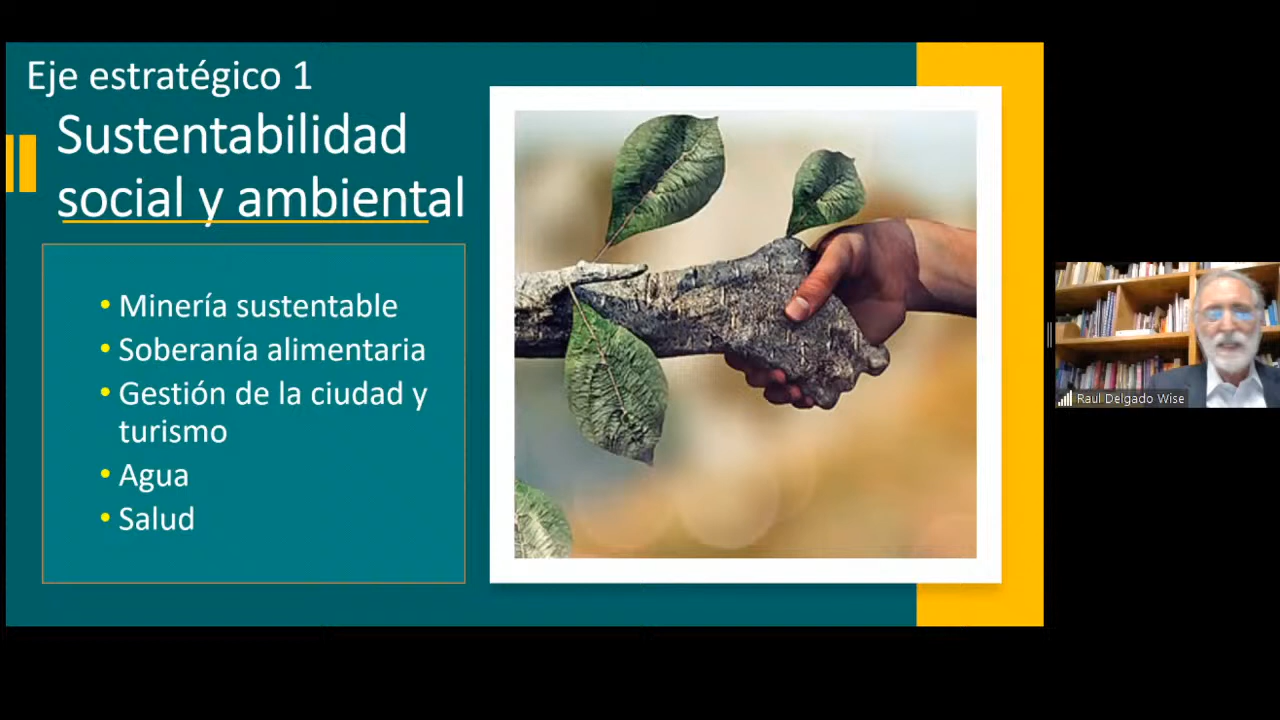 Eje estratégico 1
Sustentabilidad
social y ambiental
• Minería sustentable
• Soberanía alimentaria
• Gestión de la ciudad y
turismo
• Agua
• Salud
Raul Delgado Wise